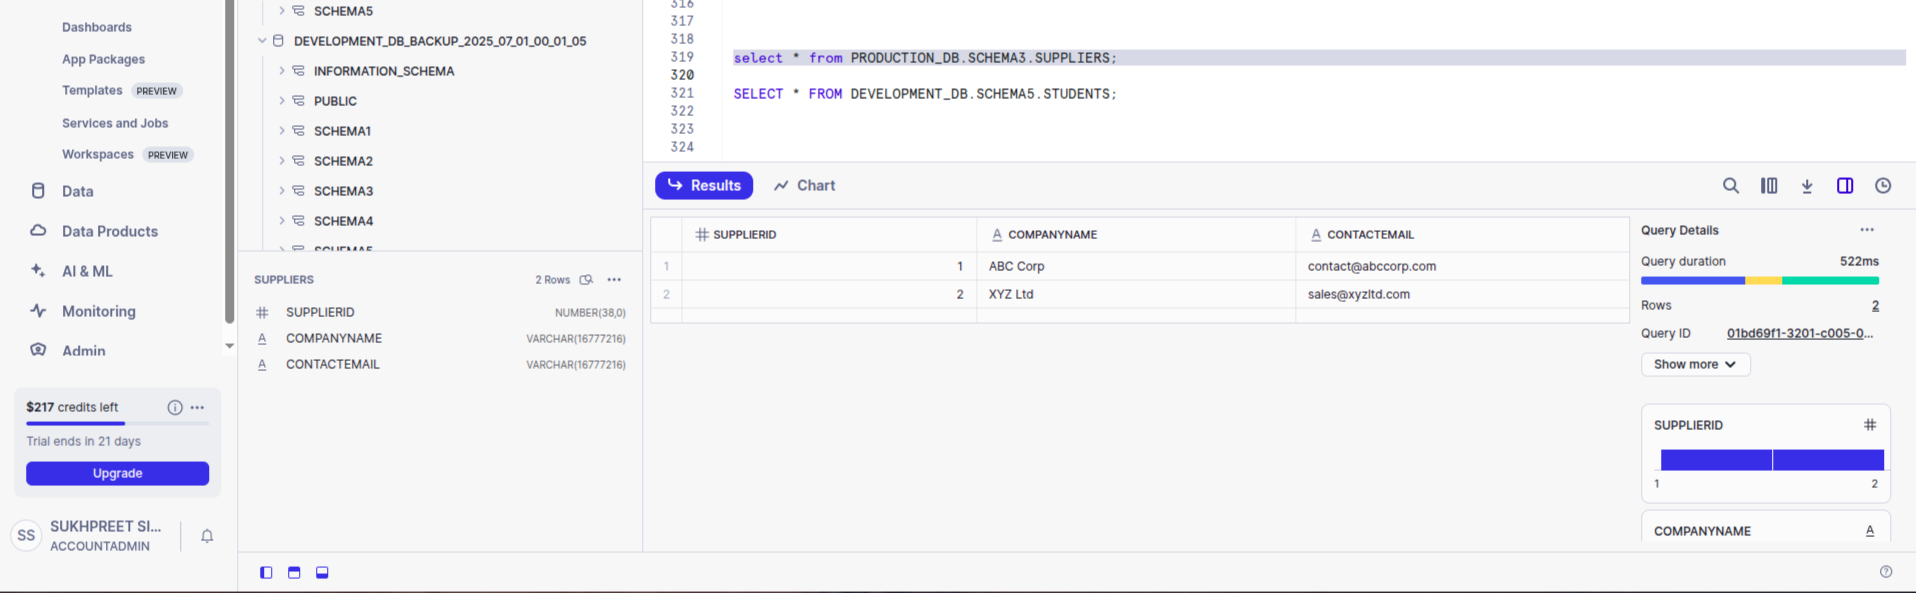 Dashboards
App Packages
Templates PREVIEW
Services and Jobs
Workspaces PREVIEW
Data
Data Products
AI & ML
Monitoring
Admin
$217 credits left
Trial ends in 21 days
Upgrade
SS
SUKHPREET SI...
ACCOUNTADMIN
SCHEMA5
DEVELOPMENT_DB_BACKUP_2025_07_01_00_01_05
INFORMATION_SCHEMA
PUBLIC
SCHEMA1
SCHEMA2
SCHEMA3
SCHEMA4
SCHEMA5
SUPPLIERS 2 Rows ...
SUPPLIERID NUMBER(38,0)
A COMPANYNAME VARCHAR(16777216)
A CONTACTEMAIL VARCHAR(16777216)
316
317
318
319 select * from PRODUCTION_DB.SCHEMA3.SUPPLIERS;
320
321 SELECT * FROM DEVELOPMENT_DB.SCHEMA5.STUDENTS;
322
323
324
Results Chart
# SUPPLIERID A COMPANYNAME A CONTACTEMAIL
1 1 ABC Corp contact@abccorp.com
2 2 XYZ Ltd sales@xyzltd.com
Query Details ...
Query duration 522ms
Rows 2
Query ID 01bd69f1-3201-c005-0...
Show more
SUPPLIERID #
1 2
COMPANYNAME A